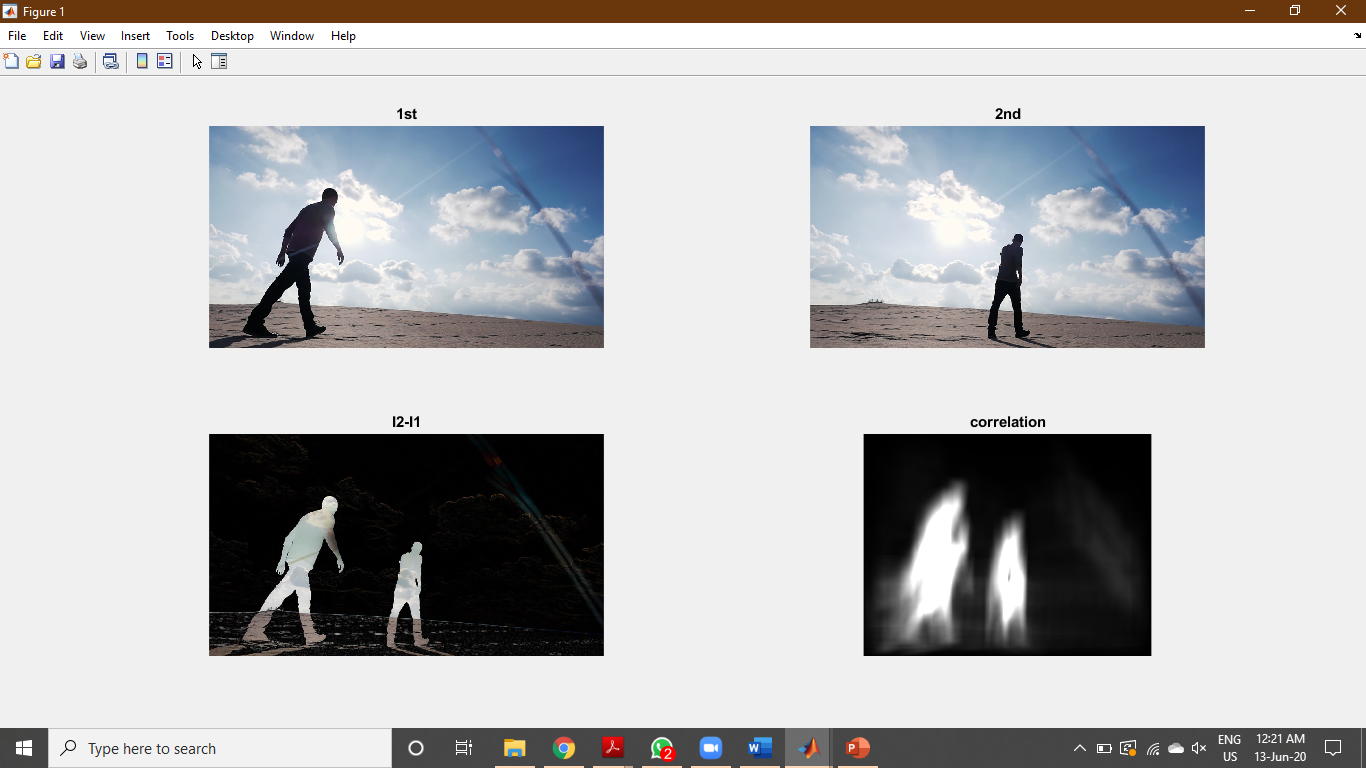 Figure 1
File Edit View Insert Tools Desktop Window Help
1st
2nd
I2-I1
correlation
Type here to search
2
ENG
US
12:21 AM
13-Jun-20